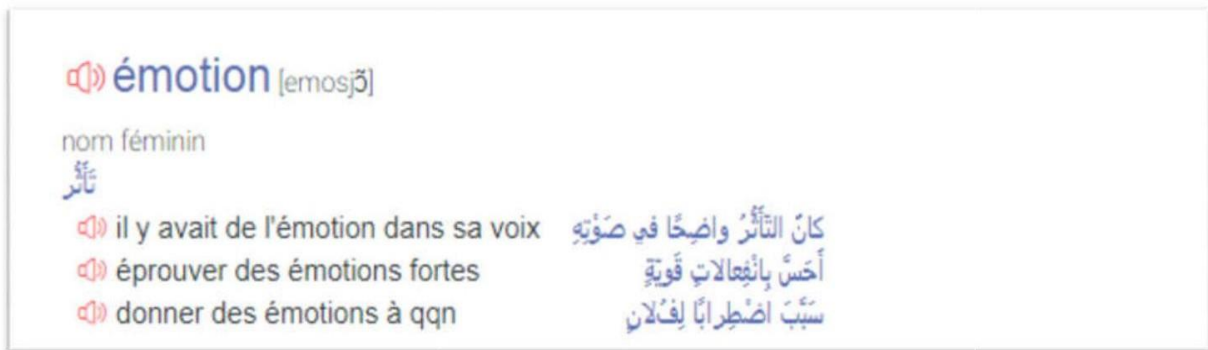 émotion [emosjɔ̃]
nom féminin
تَأَثُّر
il y avait de l'émotion dans sa voix كانَ التَّأَثُّرُ واضِحًا في صَوْتِهِ
éprouver des émotions fortes أَحَسَّ بِانْفِعالاتٍ قَوِيَّةٍ
donner des émotions à qqn سَبَّبَ اضْطِرابًا لِفُلانٍ